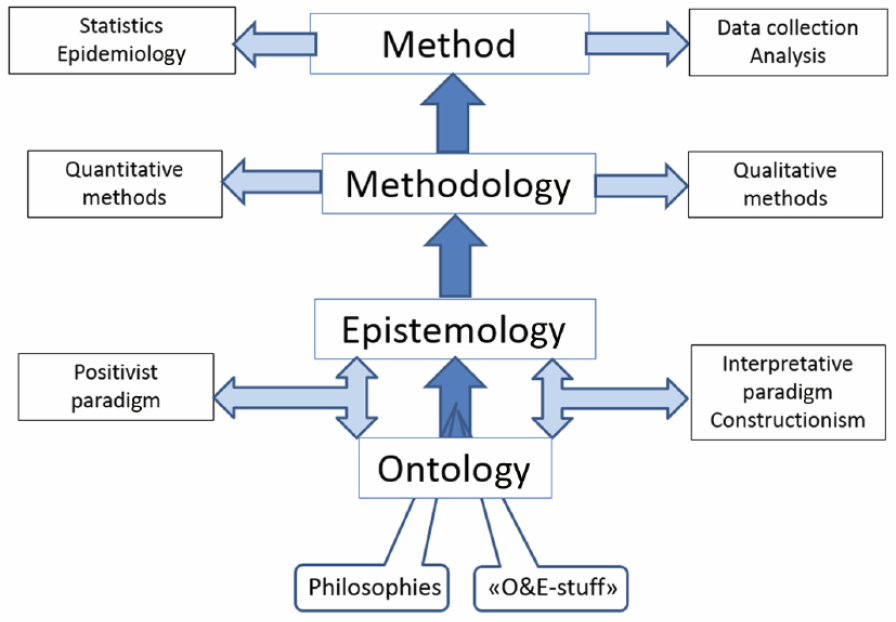 Statistics
Epidemiology
Method
Data collection
Analysis
Quantitative
methods
Methodology
Qualitative
methods
Epistemology
Positivist
paradigm
Interpretative
paradigm
Constructionism
Ontology
Philosophies
«O&E-stuff»